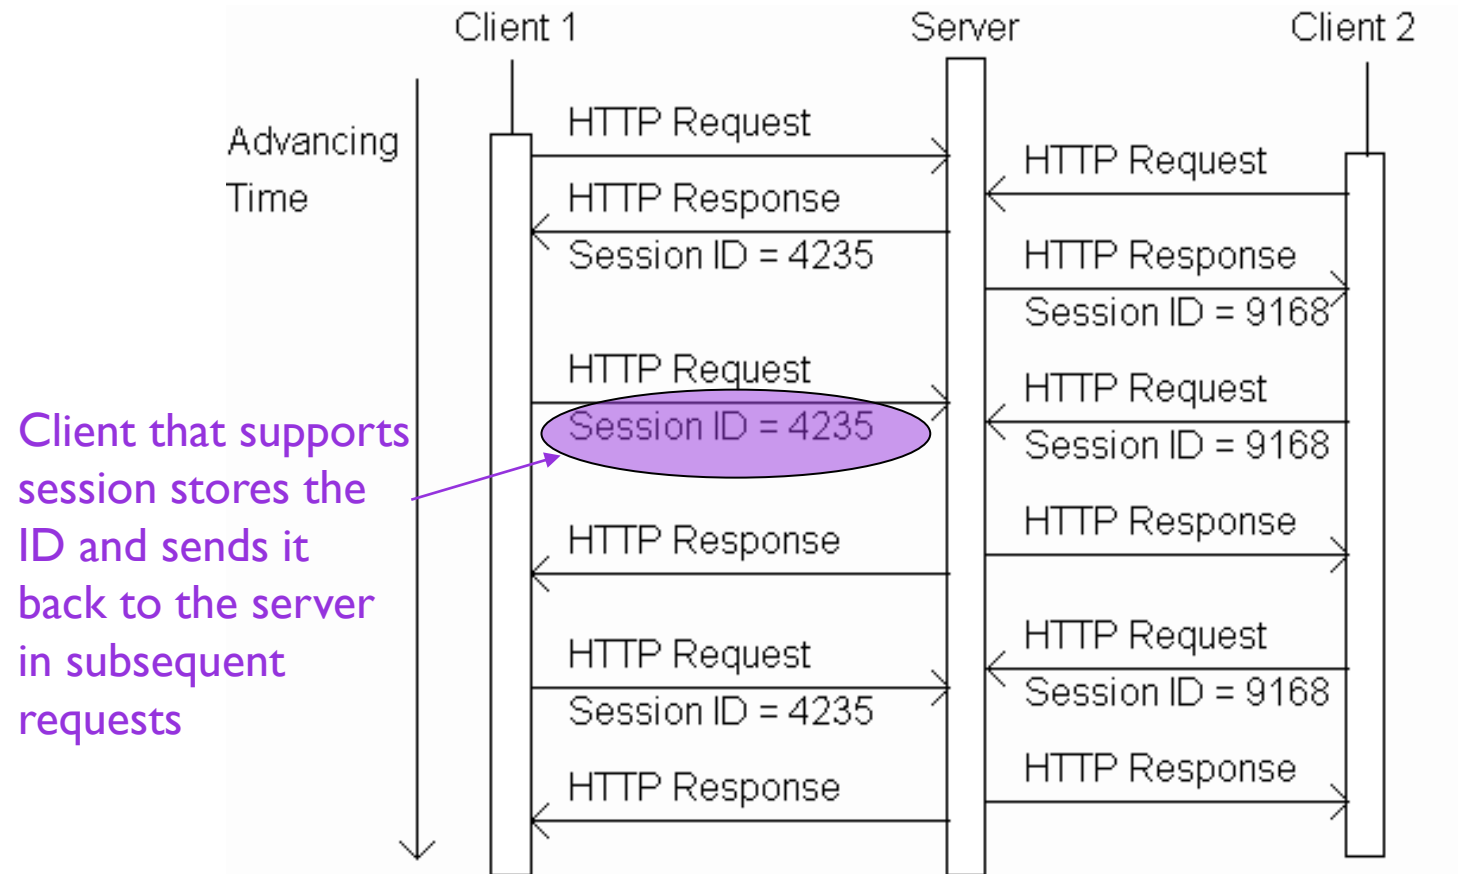 Client 1
Server
Client 2
Advancing
Time
HTTP Request
HTTP Request
HTTP Response
Session ID = 4235
HTTP Response
Session ID = 9168
HTTP Request
Session ID = 4235
HTTP Request
Session ID = 9168
Client that supports
session stores the
ID and sends it
back to the server
in subsequent
requests
HTTP Response
HTTP Response
HTTP Request
Session ID = 4235
HTTP Request
Session ID = 9168
HTTP Response
HTTP Response